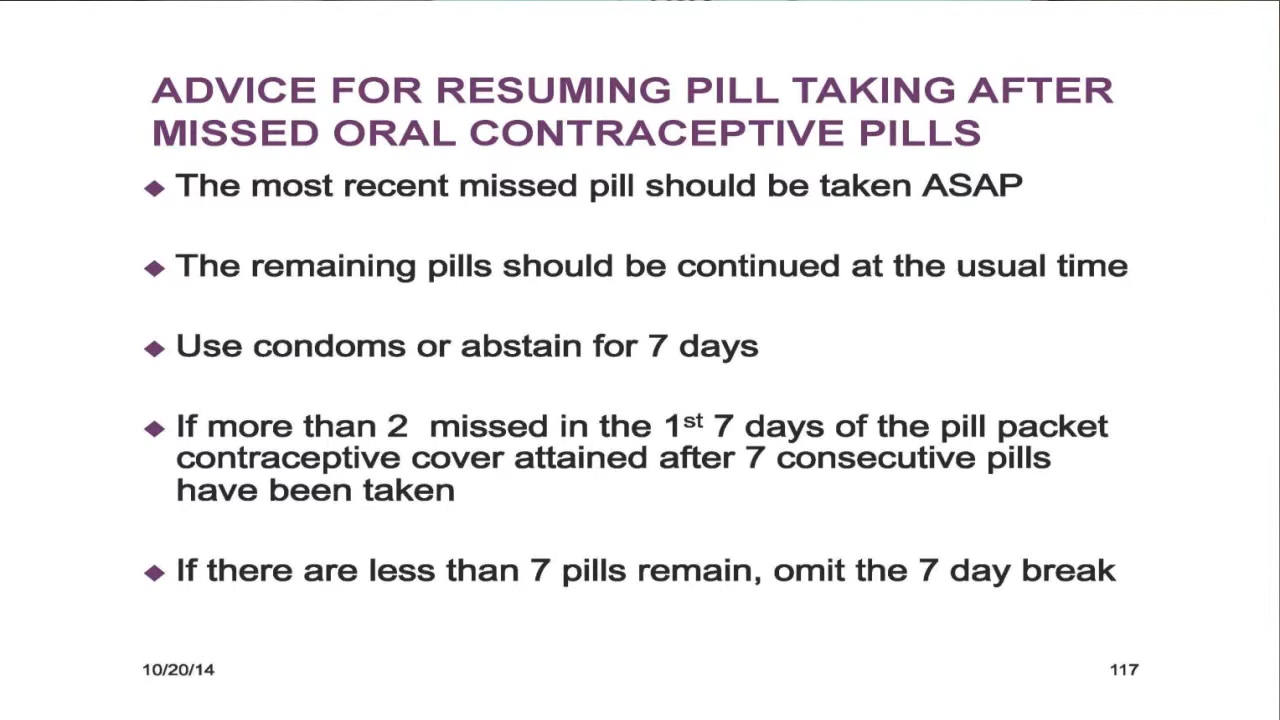 ADVICE FOR RESUMING PILL TAKING AFTER
MISSED ORAL CONTRACEPTIVE PILLS
The most recent missed pill should be taken ASAP
The remaining pills should be continued at the usual time
Use condoms or abstain for 7 days
If more than 2 missed in the 1st 7 days of the pill packet
contraceptive cover attained after 7 consecutive pills
have been taken
If there are less than 7 pills remain, omit the 7 day break
10/20/14
117